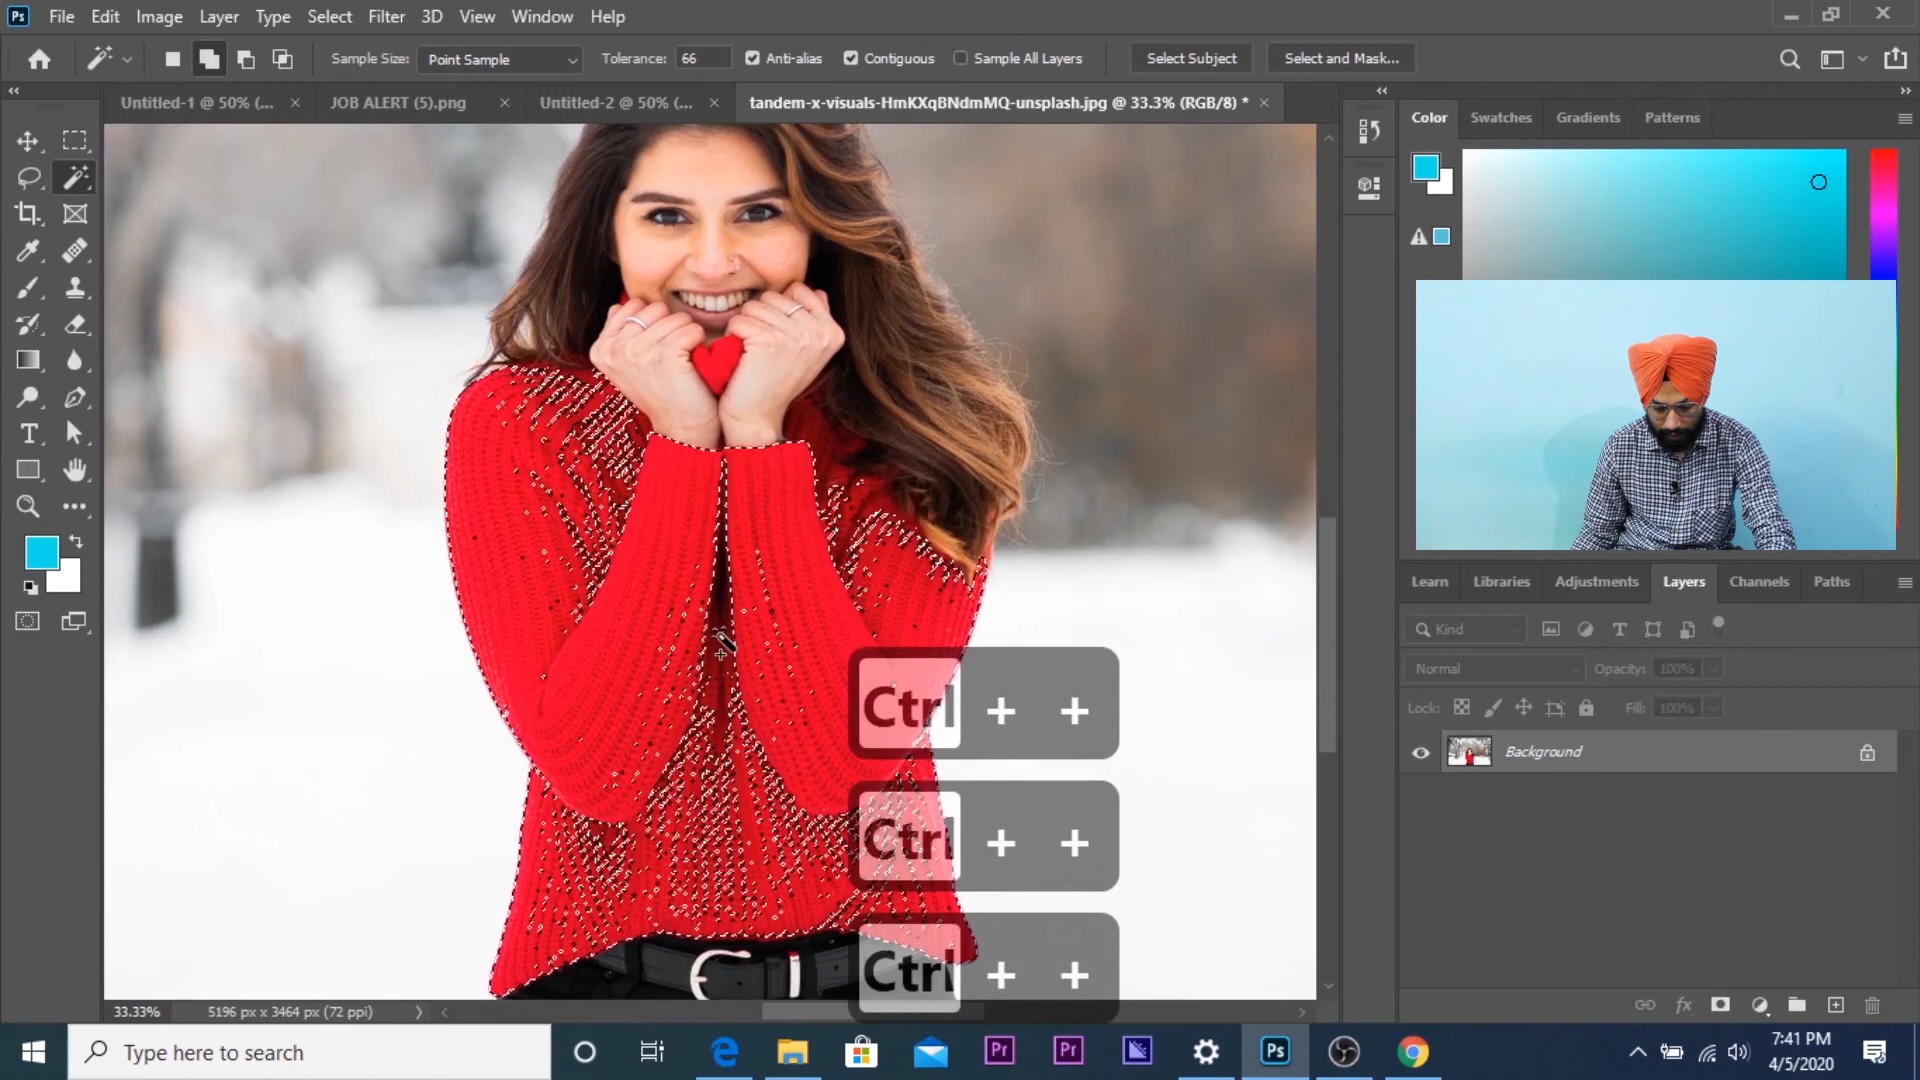 Ps File Edit Image Layer Type Select Filter 3D View Window Help
Sample Size: Point Sample Tolerance: 66 Anti-alias Contiguous Sample All Layers Select Subject Select and Mask...
Untitled-1 @ 50% (... × JOB ALERT (5).png × Untitled-2 @ 50% (... × tandem-x-visuals-HmKXqBNdmMQ-unsplash.jpg @ 33.3% (RGB/8) * ×
Color Swatches Gradients Patterns
Learn Libraries Adjustments Layers Channels Paths
Kind
Normal Opacity: 100%
Lock: Fill: 100%
Background
Ctrl + +
Ctrl + +
Ctrl + +
33.33% 5196 px x 3464 px (72 ppi)
Type here to search
Pr
Pr
Ps
7:41 PM
4/5/2020